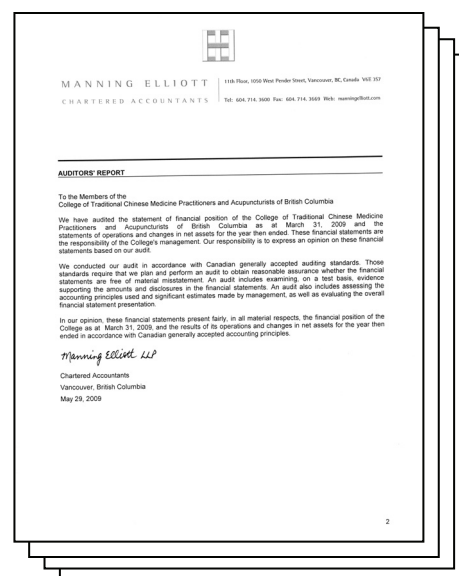 MANNING ELLIOTT
CHARTERED ACCOUNTANTS
11th Floor, 1050 West Pender Street, Vancouver, BC, Canada V6E 3S7
Tel: 604. 714. 3600 Fax: 604. 714. 3669 Web: manningelliott.com
AUDITORS' REPORT
To the Members of the
College of Traditional Chinese Medicine Practitioners and Acupuncturists of British Columbia
We have audited the statement of financial position of the College of Traditional Chinese Medicine
Practitioners and Acupuncturists of British Columbia as at March 31, 2009 and the
statements of operations and changes in net assets for the year then ended. These financial statements are
the responsibility of the College's management. Our responsibility is to express an opinion on these financial
statements based on our audit.
We conducted our audit in accordance with Canadian generally accepted auditing standards. Those
standards require that we plan and perform an audit to obtain reasonable assurance whether the financial
statements are free of material misstatement. An audit includes examining, on a test basis, evidence
supporting the amounts and disclosures in the financial statements. An audit also includes assessing the
accounting principles used and significant estimates made by management, as well as evaluating the overall
financial statement presentation.
In our opinion, these financial statements present fairly, in all material respects, the financial position of the
College as at March 31, 2009, and the results of its operations and changes in net assets for the year then
ended in accordance with Canadian generally accepted accounting principles.
Manning Elliott LLP
Chartered Accountants
Vancouver, British Columbia
May 29, 2009
2